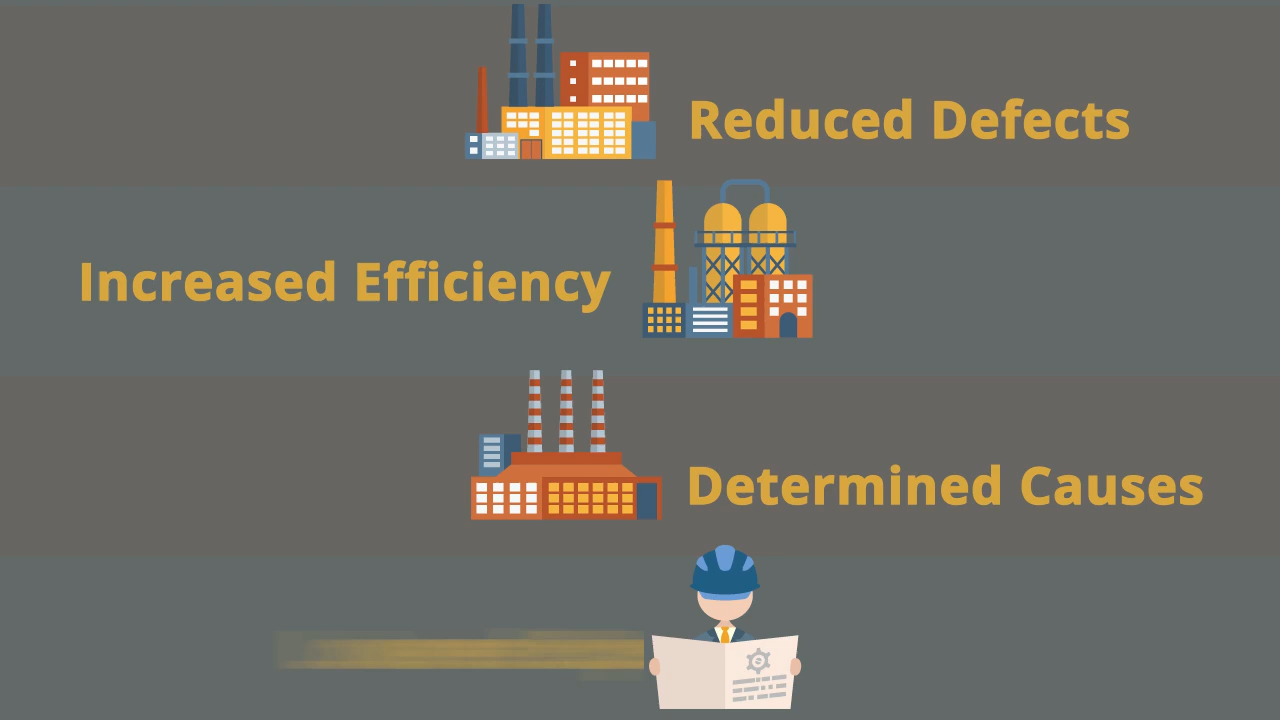 Reduced Defects
Increased Efficiency
Determined Causes